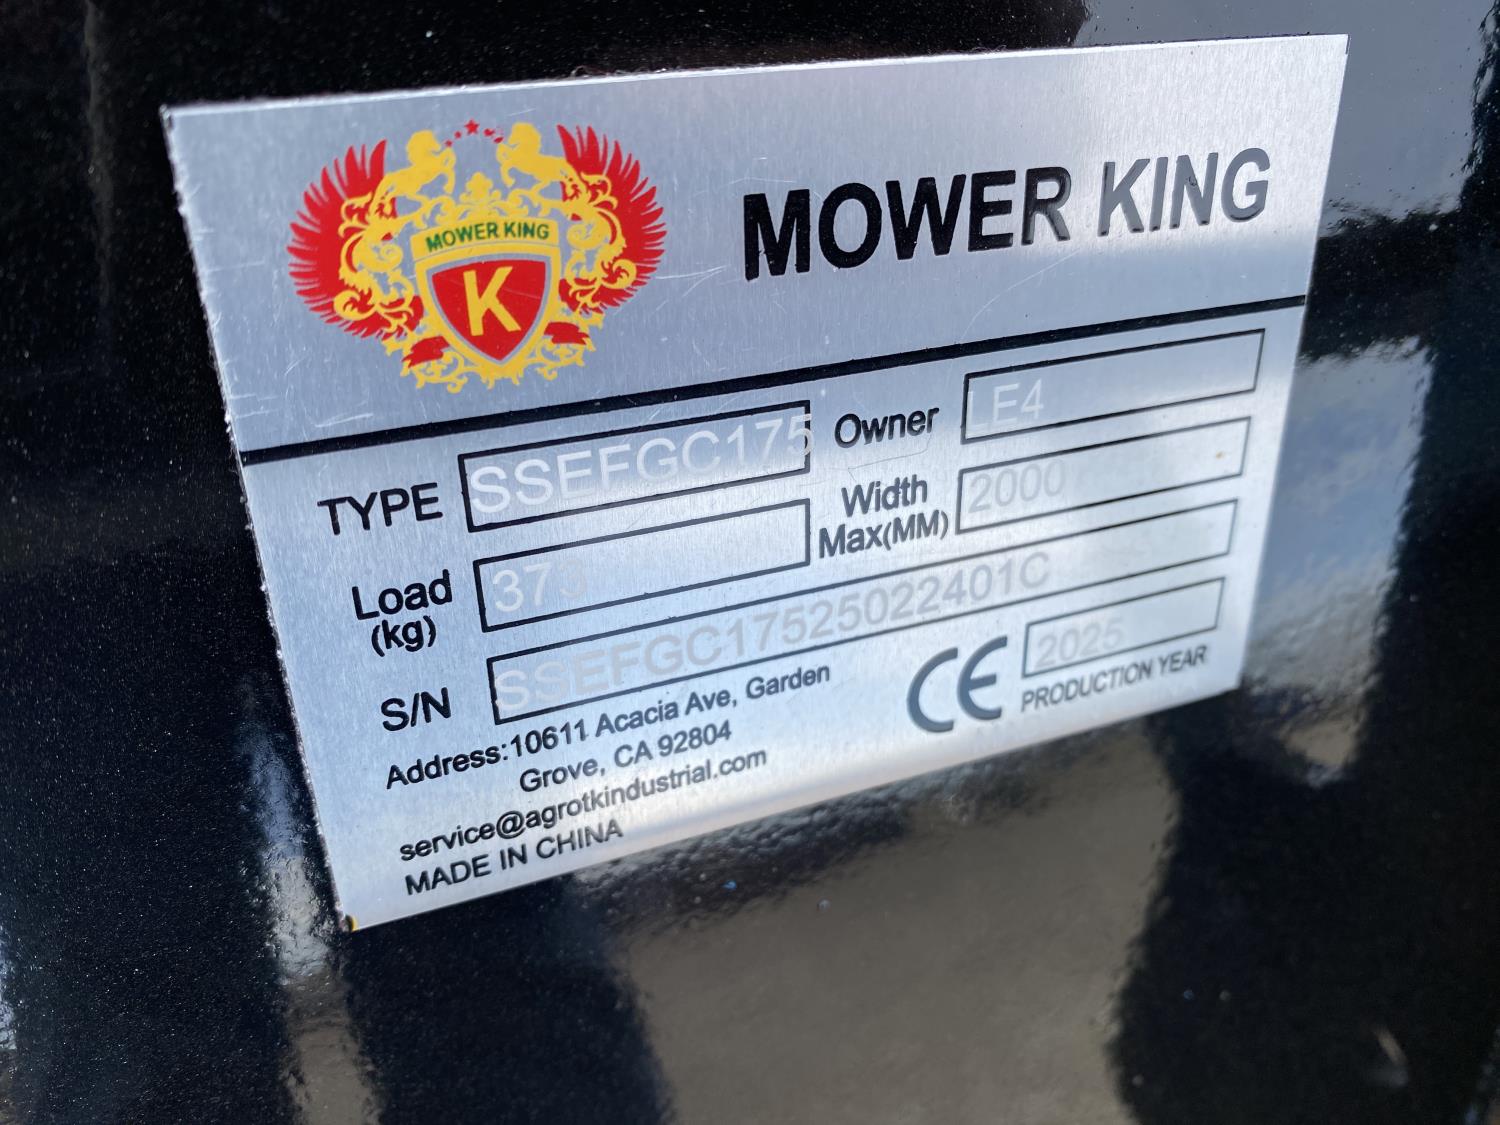 MOWER KING
K
MOWER KING
TYPE SSEFGC175 Owner LE4
Load (kg) 373 Width Max(MM) 2000
S/N SSEFGC17525022401C
Address:10611 Acacia Ave, Garden
Grove, CA 92804
CE 2025
PRODUCTION YEAR
service@agrotkindustrial.com
MADE IN CHINA